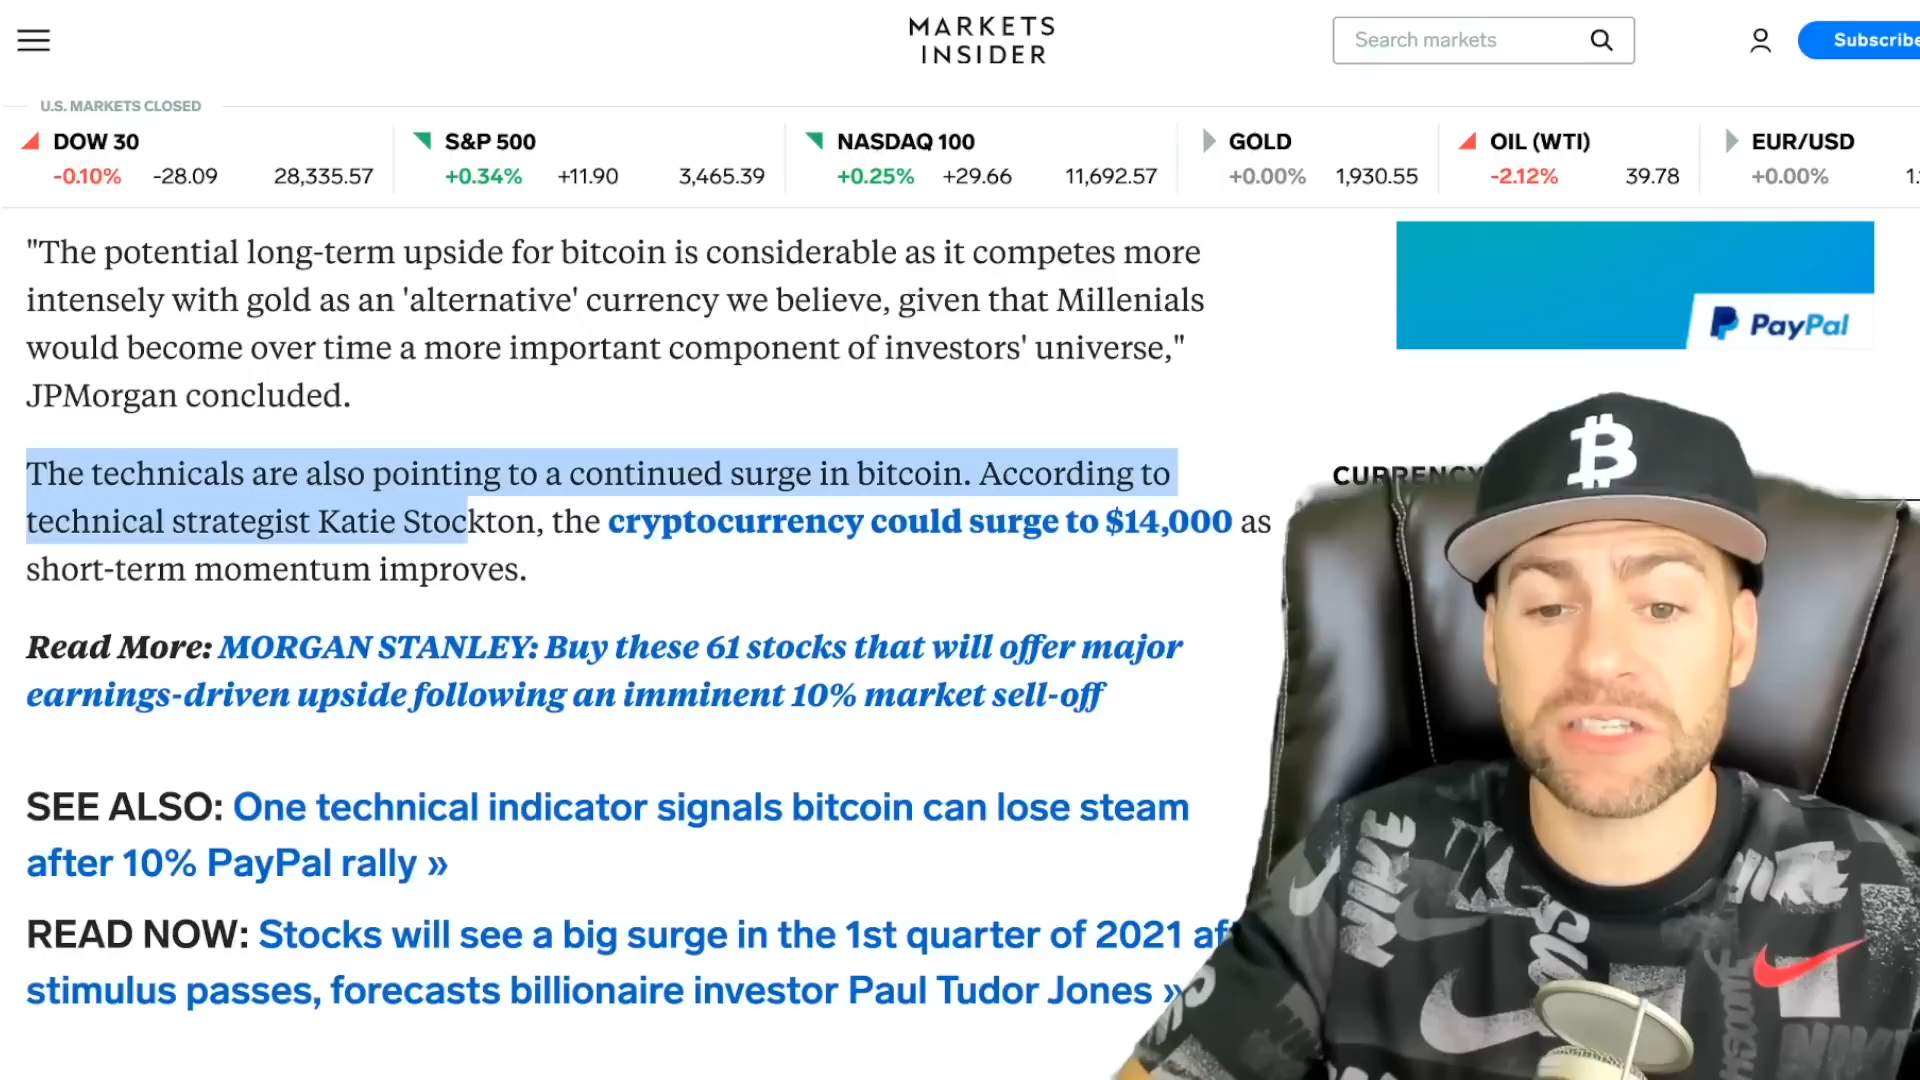 MARKETS
INSIDER
Search markets
Subscribe
U.S. MARKETS CLOSED
DOW 30
-0.10% -28.09 28,335.57
S&P 500
+0.34% +11.90 3,465.39
NASDAQ 100
+0.25% +29.66 11,692.57
GOLD
+0.00% 1,930.55
OIL (WTI)
-2.12% 39.78
EUR/USD
+0.00% 1.
"The potential long-term upside for bitcoin is considerable as it competes more
intensely with gold as an 'alternative' currency we believe, given that Millenials
would become over time a more important component of investors' universe,"
JPMorgan concluded.
PayPal
The technicals are also pointing to a continued surge in bitcoin. According to
technical strategist Katie Stockton, the cryptocurrency could surge to $14,000 as
short-term momentum improves.
CURRENCY
Read More: MORGAN STANLEY: Buy these 61 stocks that will offer major
earnings-driven upside following an imminent 10% market sell-off
SEE ALSO: One technical indicator signals bitcoin can lose steam
after 10% PayPal rally »
READ NOW: Stocks will see a big surge in the 1st quarter of 2021 af
stimulus passes, forecasts billionaire investor Paul Tudor Jones »
NIKE